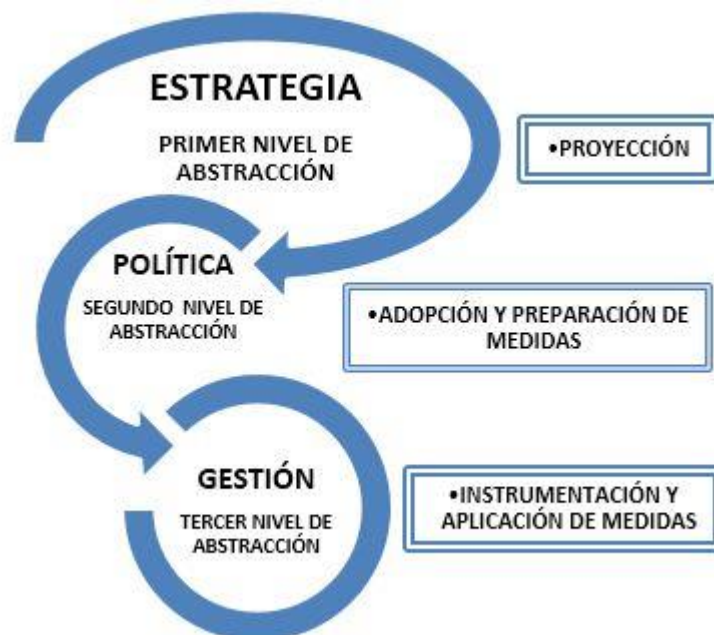 ESTRATEGIA
PRIMER NIVEL DE
ABSTRACCIÓN
•PROYECCIÓN
POLÍTICA
SEGUNDO NIVEL DE
ABSTRACCIÓN
•ADOPCIÓN Y PREPARACIÓN DE
MEDIDAS
GESTIÓN
TERCER NIVEL DE
ABSTRACCIÓN
•INSTRUMENTACIÓN Y
APLICACIÓN DE MEDIDAS